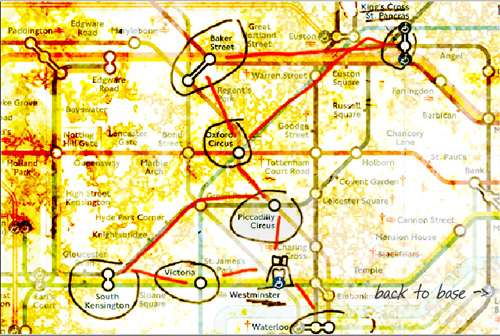 King's Cross
St. Pancras
Edgware
Road
Paddington
Marylebone
Baker
Street
Great
Portland
Street
Euston
Angel
Warren Street
Euston
Square
Farringdon
Edgware
Road
Regent's
Park
Russell
Square
Barbican
Bayswater
Lancaster
Gate
Bond
Street
Oxford
Circus
Goodge
Street
Chancery
Lane
Notting
Hill Gate
Holland
Park
Queensway
Marble
Arch
Tottenham
Court Road
Holborn
St. Paul's
Bank
High Street
Kensington
Covent Garden
Leicester Square
Hyde Park Corner
Piccadilly
Circus
Cannon Street
Knightsbridge
Mansion House
Charing
Cross
Blackfriars
Gloucester
St. James's
Park
Victoria
Temple
South
Kensington
Sloane
Square
Westminster
Embankment
back to base →
Earl's
Court
Waterloo